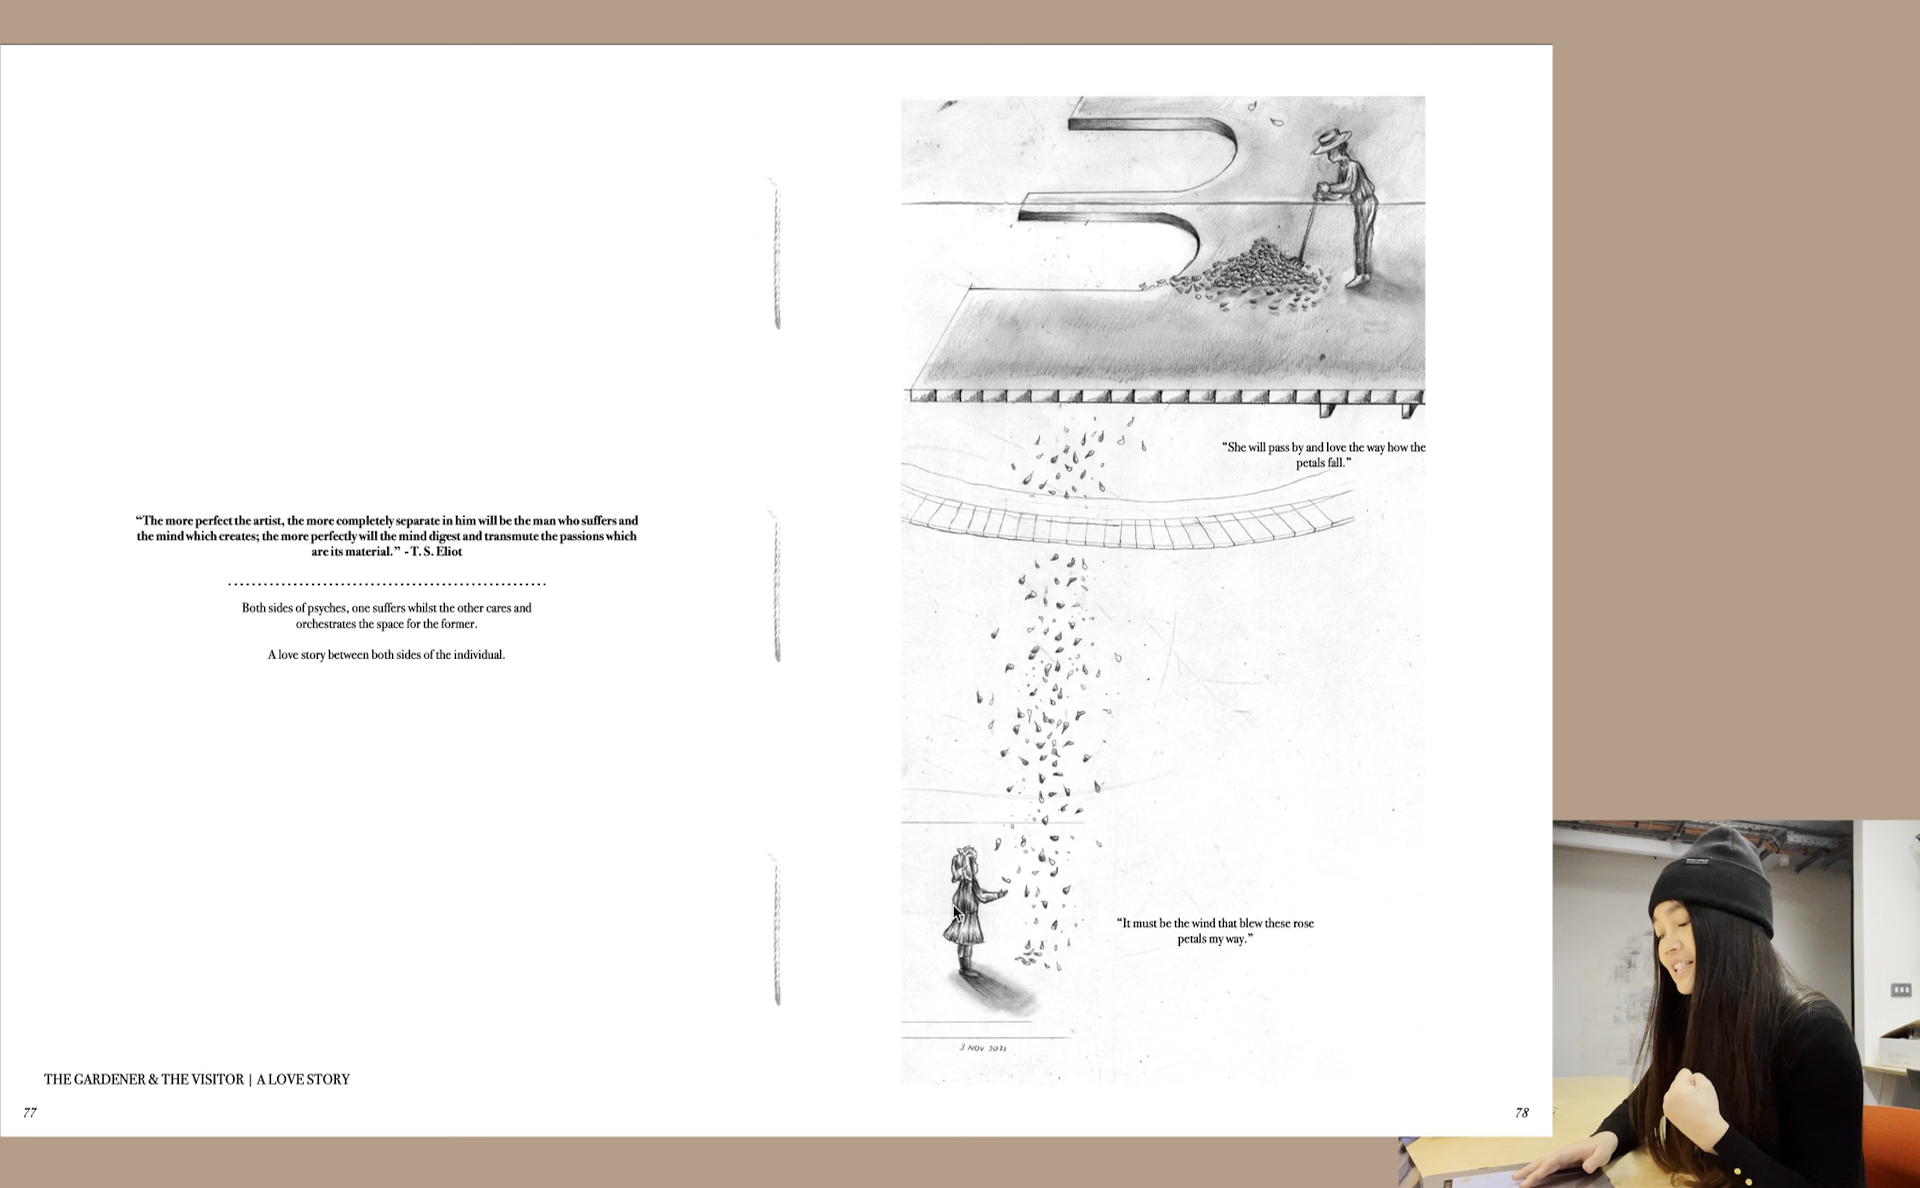 “The more perfect the artist, the more completely separate in him will be the man who suffers and
the mind which creates; the more perfectly will the mind digest and transmute the passions which
are its material.” - T. S. Eliot
Both sides of psyches, one suffers whilst the other cares and
orchestrates the space for the former.
A love story between both sides of the individual.
THE GARDENER & THE VISITOR | A LOVE STORY
77
“She will pass by and love the way how the
petals fall.”
“It must be the wind that blew these rose
petals my way.”
3 NOV 2021
78